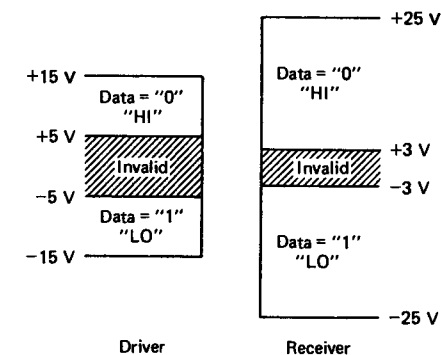 +15 V
Data = "0"
"HI"
+5 V
Invalid
−5 V
Data = "1"
"LO"
−15 V
Driver
+25 V
Data = "0"
"HI"
+3 V
Invalid
−3 V
Data = "1"
"LO"
−25 V
Receiver